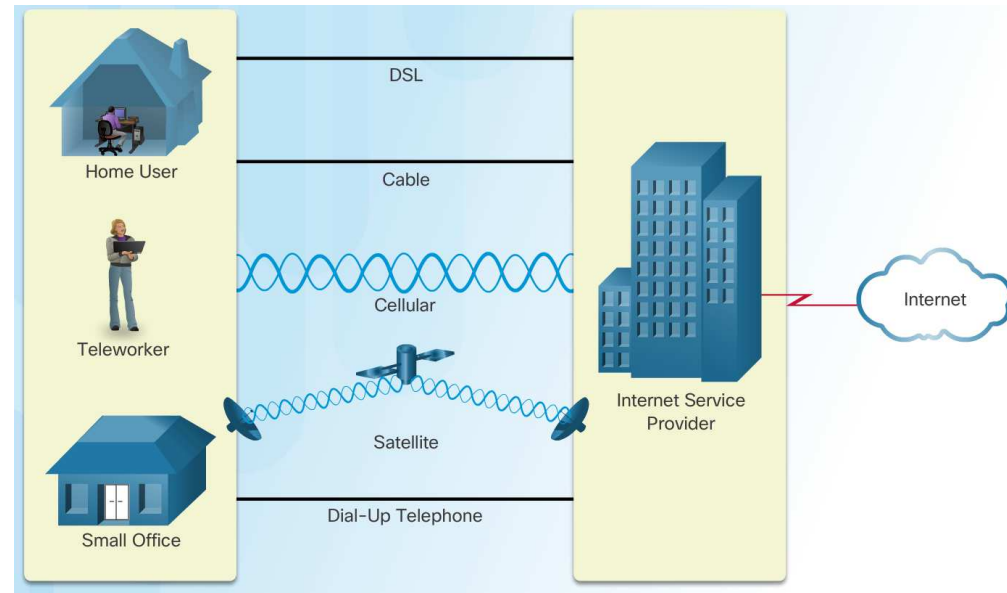 Home User
Teleworker
Small Office
DSL
Cable
Cellular
Satellite
Dial-Up Telephone
Internet Service
Provider
Internet